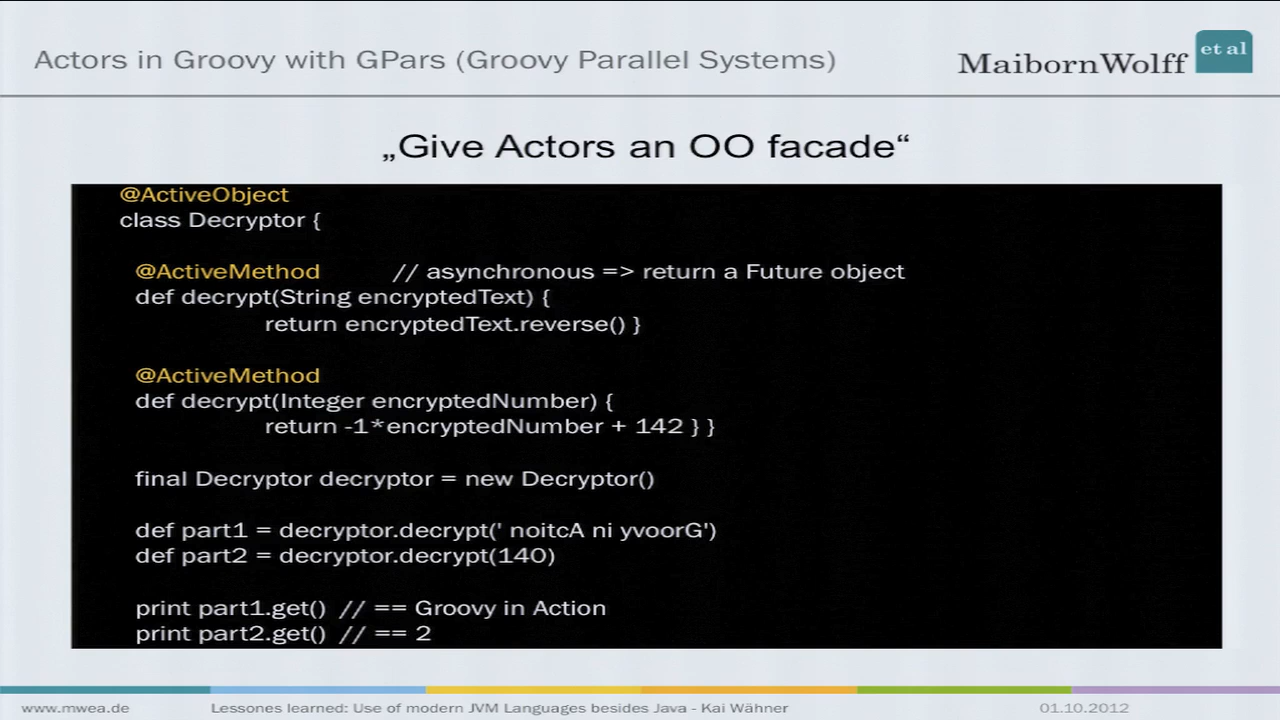 Actors in Groovy with GPars (Groovy Parallel Systems)
MaibornWolff et al
„Give Actors an OO facade“
@ActiveObject
class Decryptor {
@ActiveMethod // asynchronous => return a Future object
def decrypt(String encryptedText) {
return encryptedText.reverse() }
@ActiveMethod
def decrypt(Integer encryptedNumber) {
return -1*encryptedNumber + 142 } }
final Decryptor decryptor = new Decryptor()
def part1 = decryptor.decrypt(' noitcA ni yvoorG')
def part2 = decryptor.decrypt(140)
print part1.get() // == Groovy in Action
print part2.get() // == 2
www.mwea.de Lessones learned: Use of modern JVM Languages besides Java - Kai Wähner 01.10.2012